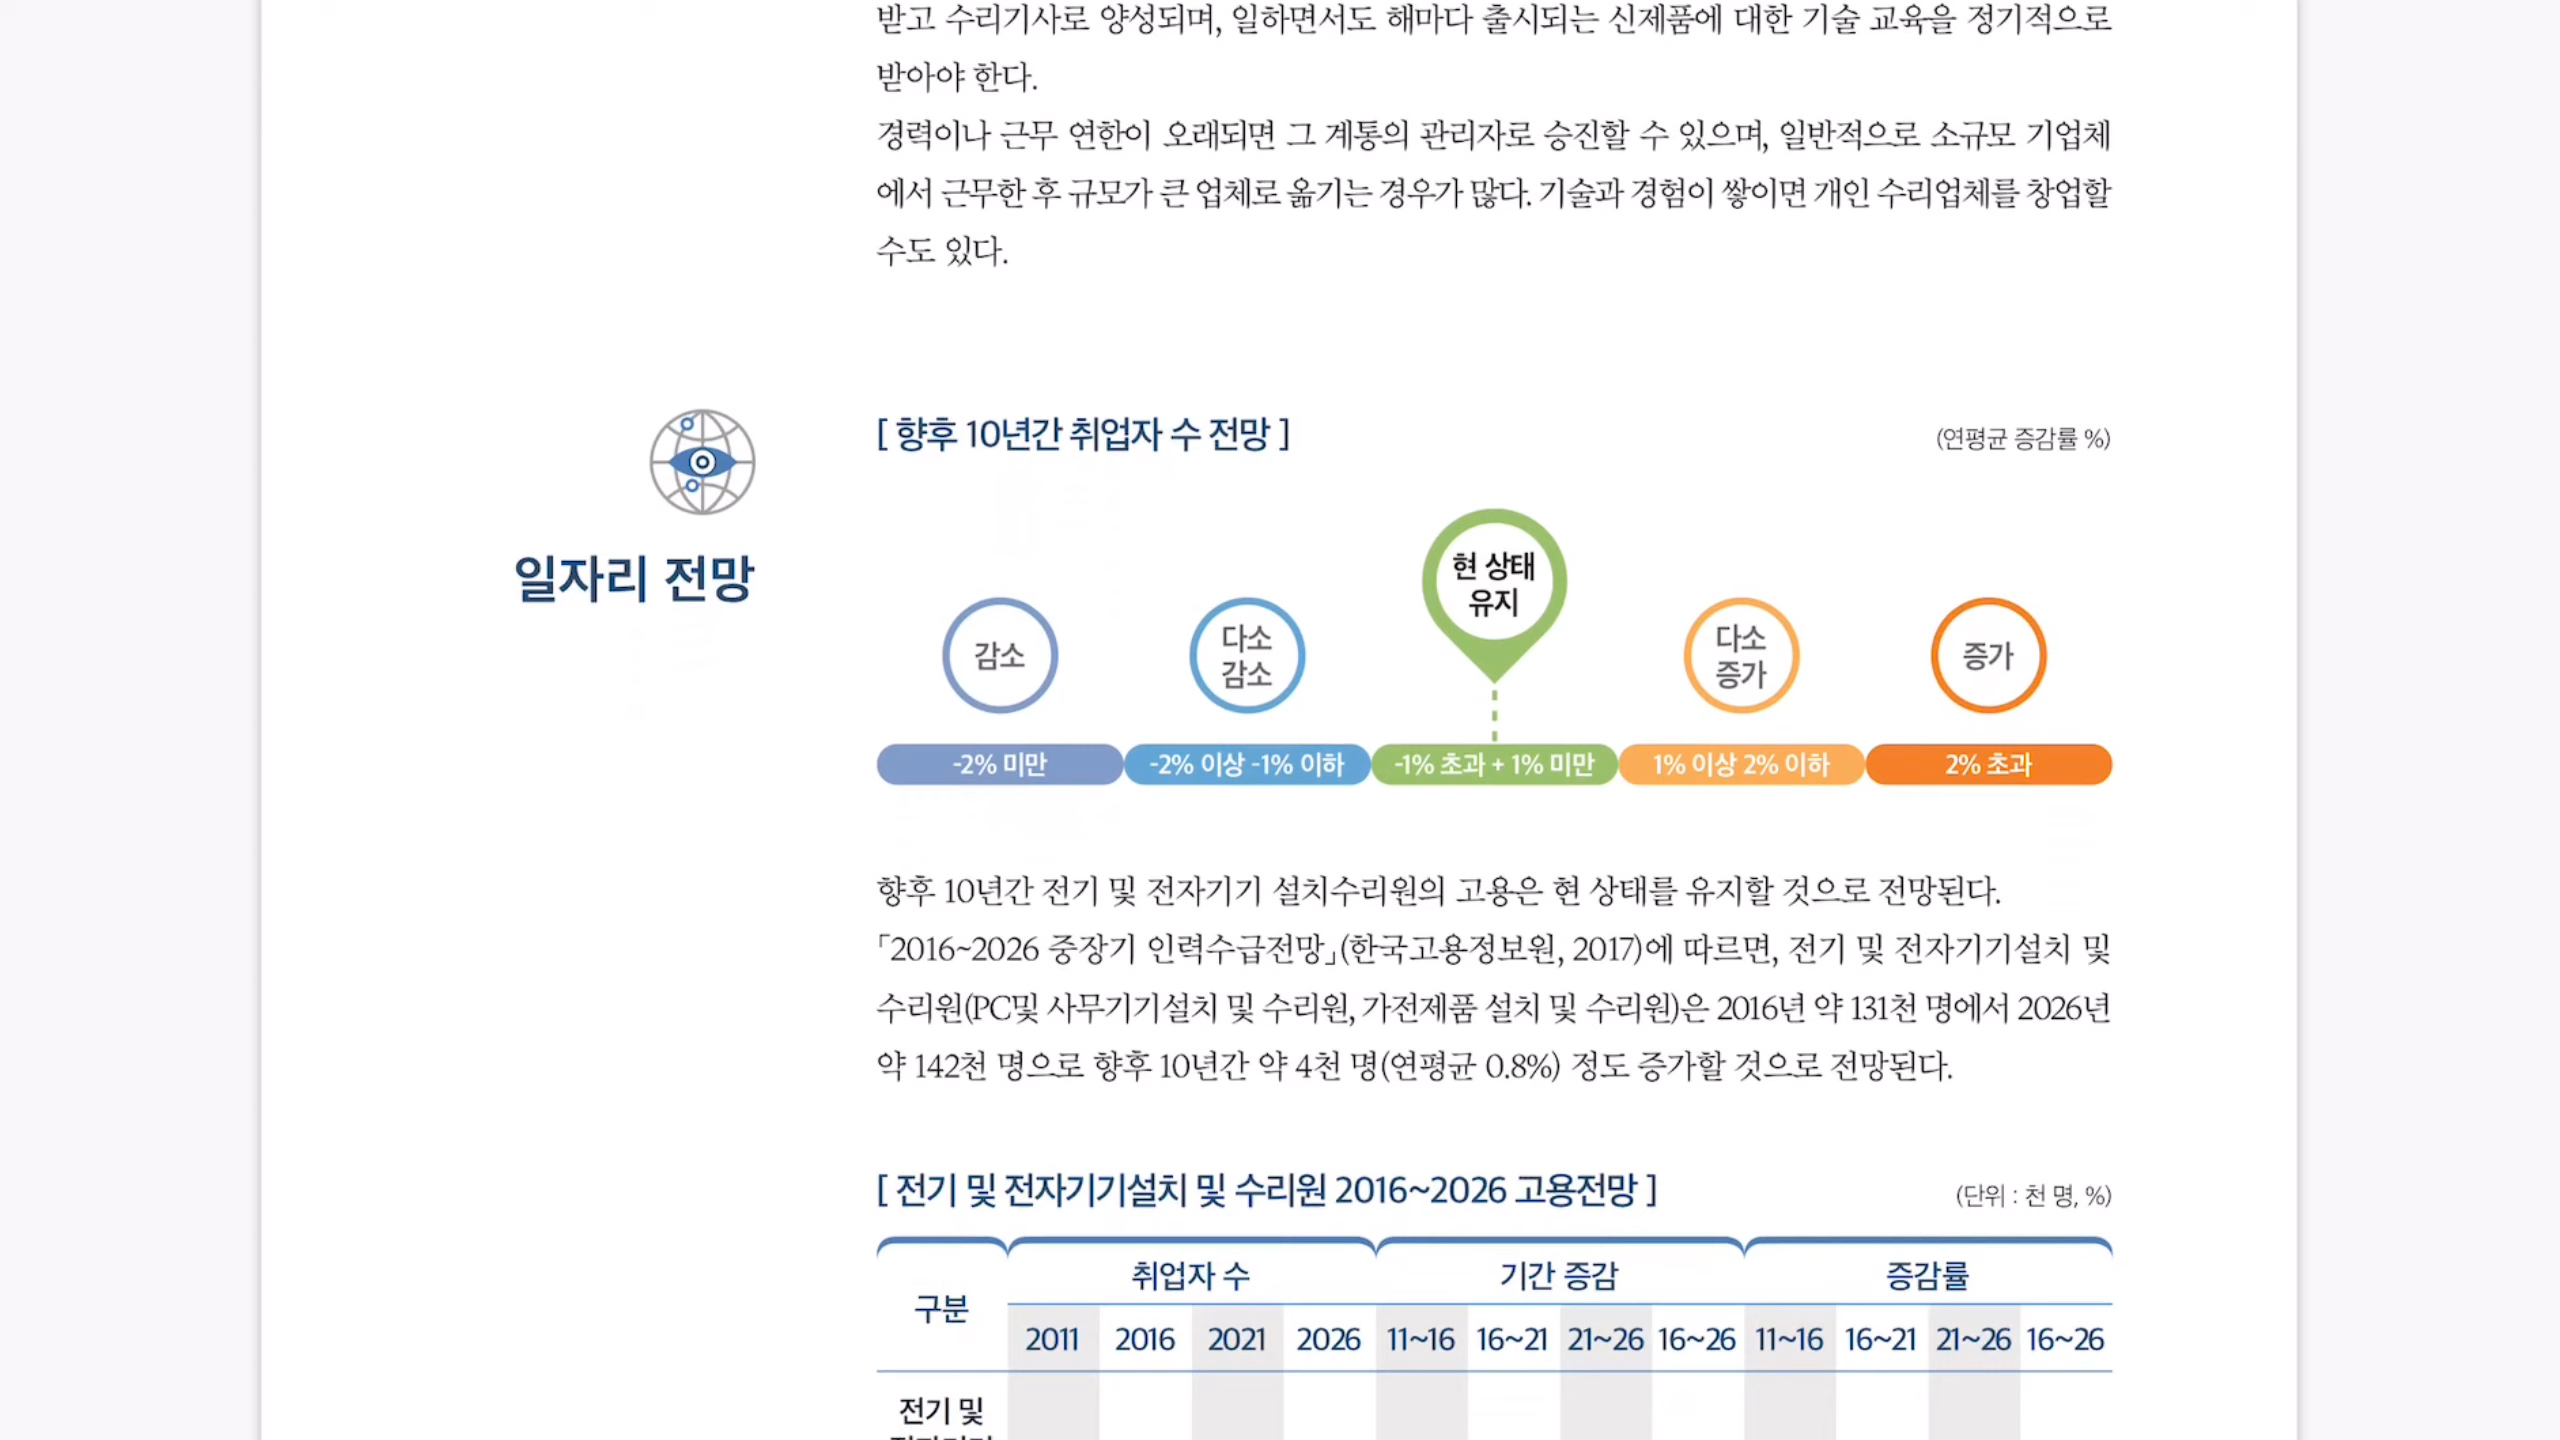 받고 수리기사로 양성되며, 일하면서도 해마다 출시되는 신제품에 대한 기술 교육을 정기적으로
받아야 한다.
경력이나 근무 연한이 오래되면 그 계통의 관리자로 승진할 수 있으며, 일반적으로 소규모 기업체
에서 근무한 후 규모가 큰 업체로 옮기는 경우가 많다. 기술과 경험이 쌓이면 개인 수리업체를 창업할
수도 있다.
일자리 전망
[ 향후 10년간 취업자 수 전망 ]
(연평균 증감률 %)
감소
다소
감소
현 상태
유지
다소
증가
증가
-2% 미만
-2% 이상 -1% 이하
-1% 초과 + 1% 미만
1% 이상 2% 이하
2% 초과
향후 10년간 전기 및 전자기기 설치수리원의 고용은 현 상태를 유지할 것으로 전망된다.
「2016~2026 중장기 인력수급전망」(한국고용정보원, 2017)에 따르면, 전기 및 전자기기설치 및
수리원(PC및 사무기기설치 및 수리원, 가전제품 설치 및 수리원)은 2016년 약 131천 명에서 2026년
약 142천 명으로 향후 10년간 약 4천 명(연평균 0.8%) 정도 증가할 것으로 전망된다.
[ 전기 및 전자기기설치 및 수리원 2016~2026 고용전망 ]
(단위 : 천 명, %)
구분
취업자 수
기간 증감
증감률
2011 2016 2021 2026 11~16 16~21 21~26 16~26 11~16 16~21 21~26 16~26
전기 및